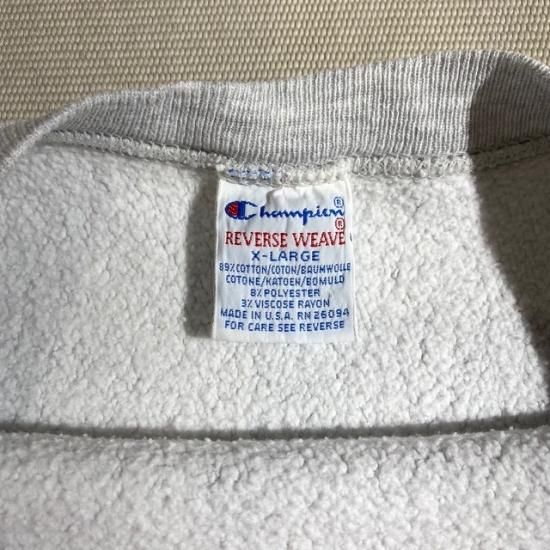 Champion®
REVERSE WEAVE®
X-LARGE
89% COTTON/COTON/BAUMWOLLE
COTONE/KATOEN/BOMULD
8% POLYESTER
3% VISCOSE RAYON
MADE IN U.S.A. RN 26094
FOR CARE SEE REVERSE